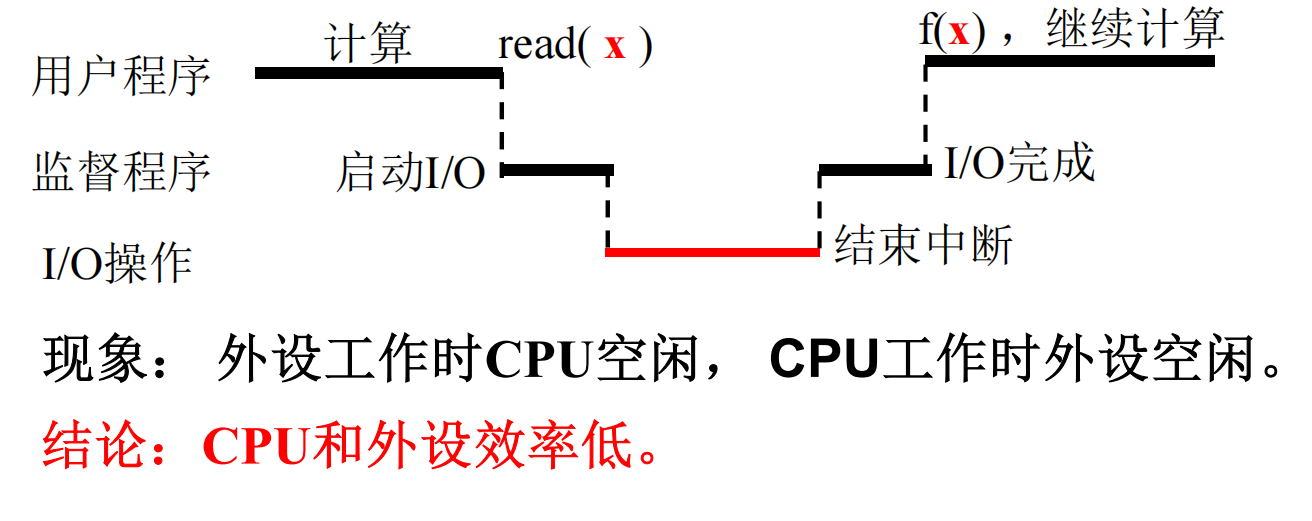 计算 read( x ) f(x) ，继续计算
用户程序
监督程序 启动I/O I/O完成
I/O操作 结束中断
现象： 外设工作时CPU空闲， CPU工作时外设空闲。
结论：CPU和外设效率低。